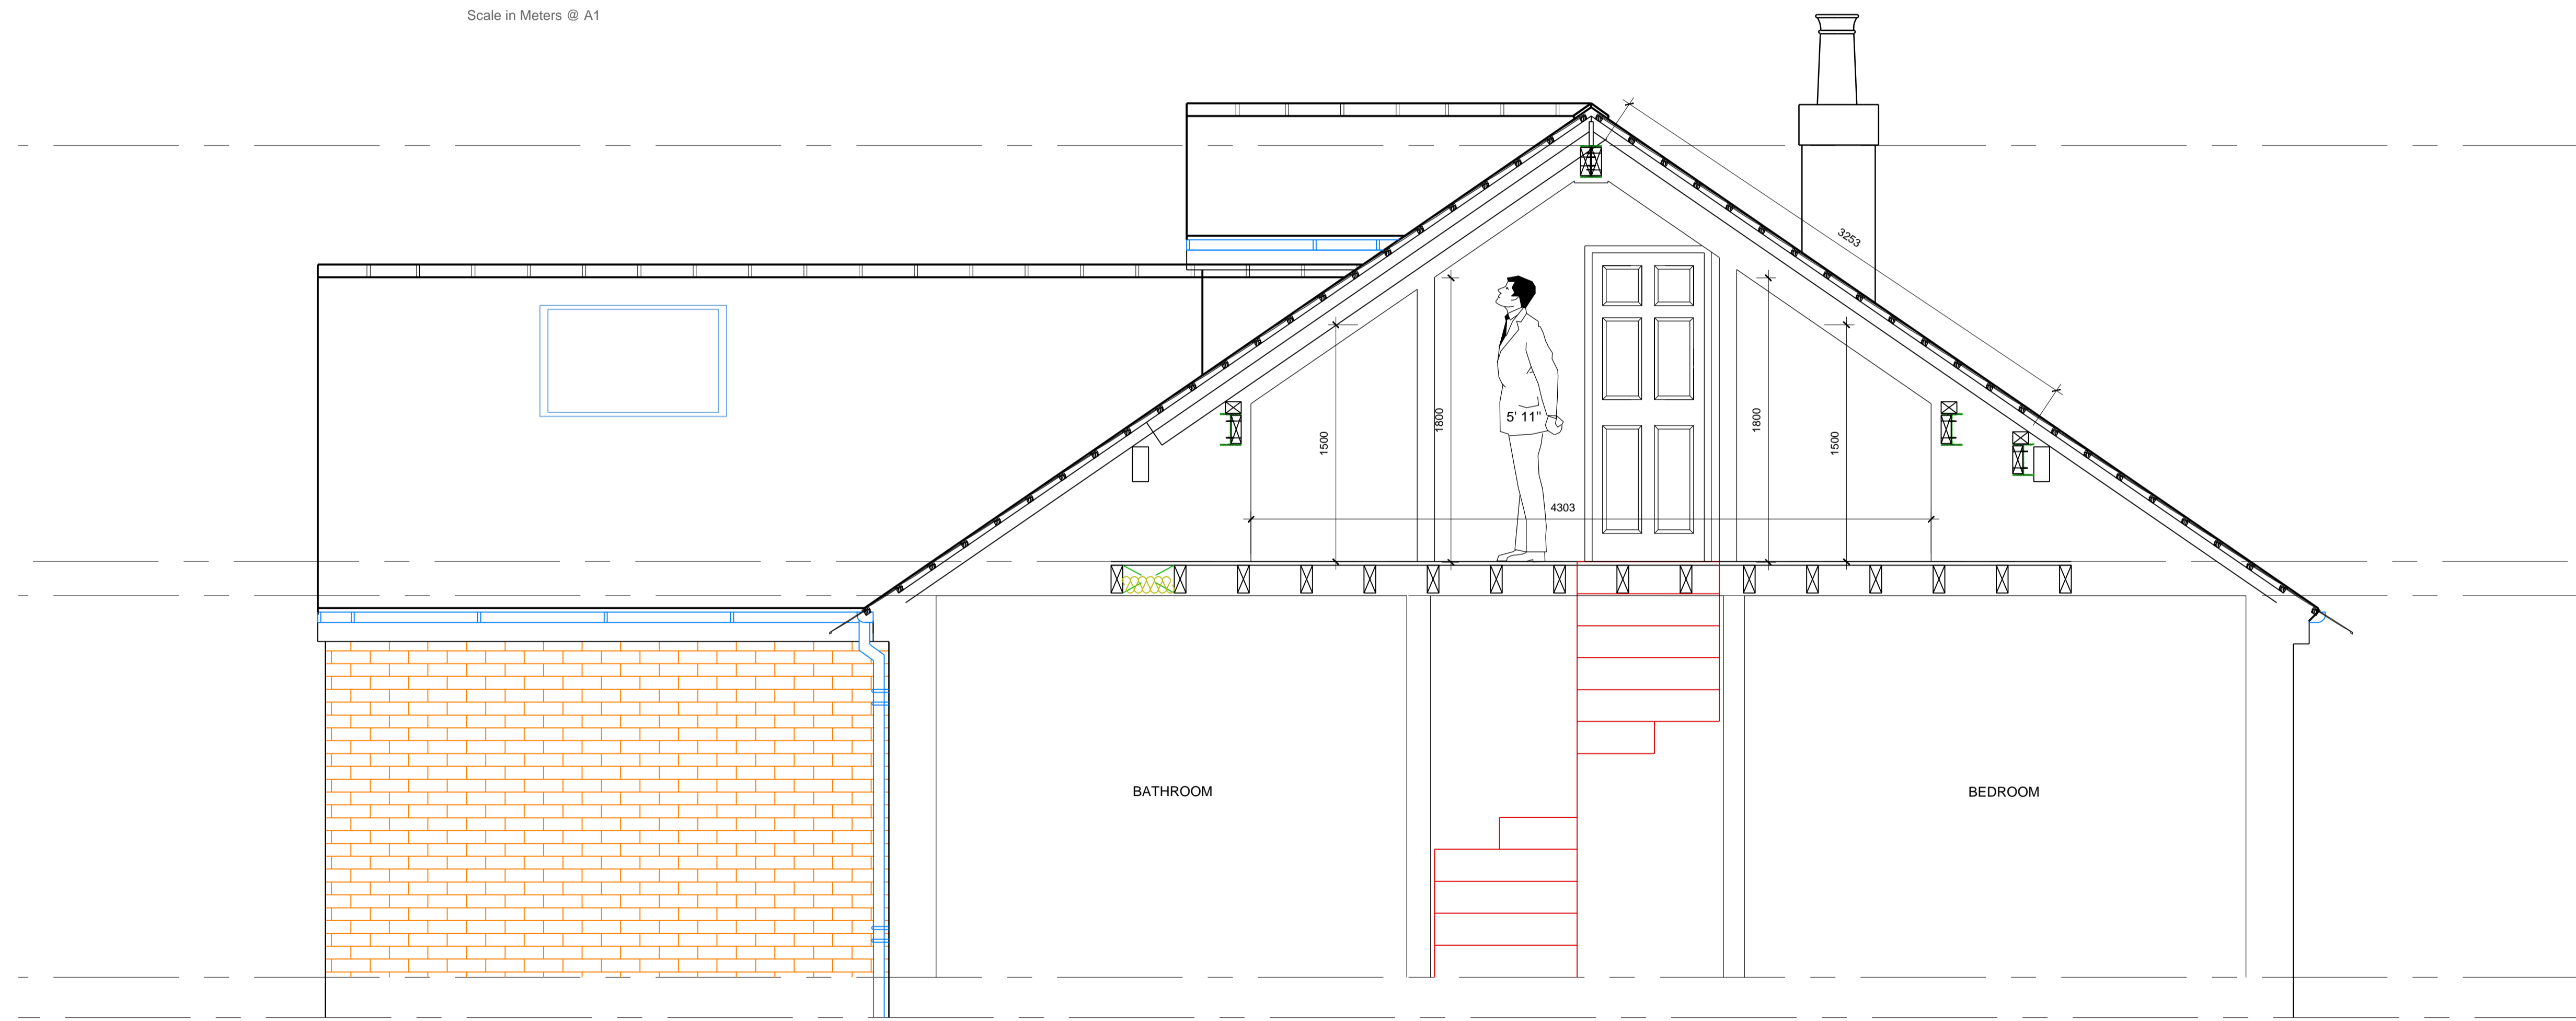 Scale in Meters @ A1
3253
1800
5' 11"
1800
1500
1500
4303
BATHROOM
BEDROOM